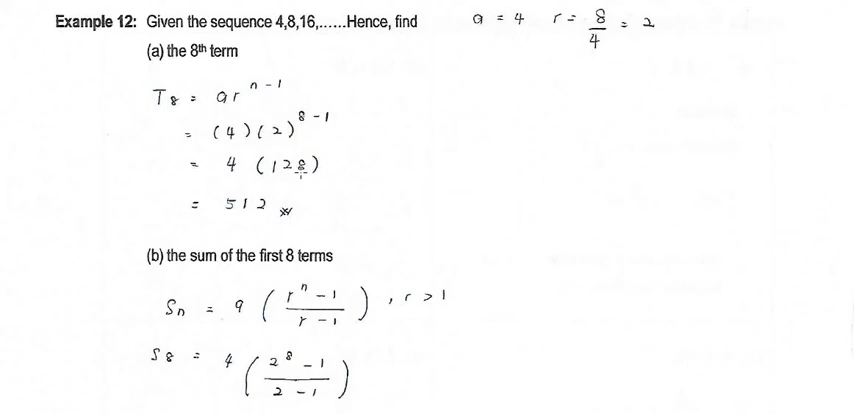 Example 12: Given the sequence 4,8,16,......Hence, find a = 4 r = 8/4 = 2
(a) the 8th term
T8 = ar^(n-1)
= (4)(2)^(8-1)
= 4 (128)
= 512
(b) the sum of the first 8 terms
Sn = a ( (r^n - 1)/(r - 1) ) , r > 1
S8 = 4 ( (2^8 - 1)/(2 - 1) )